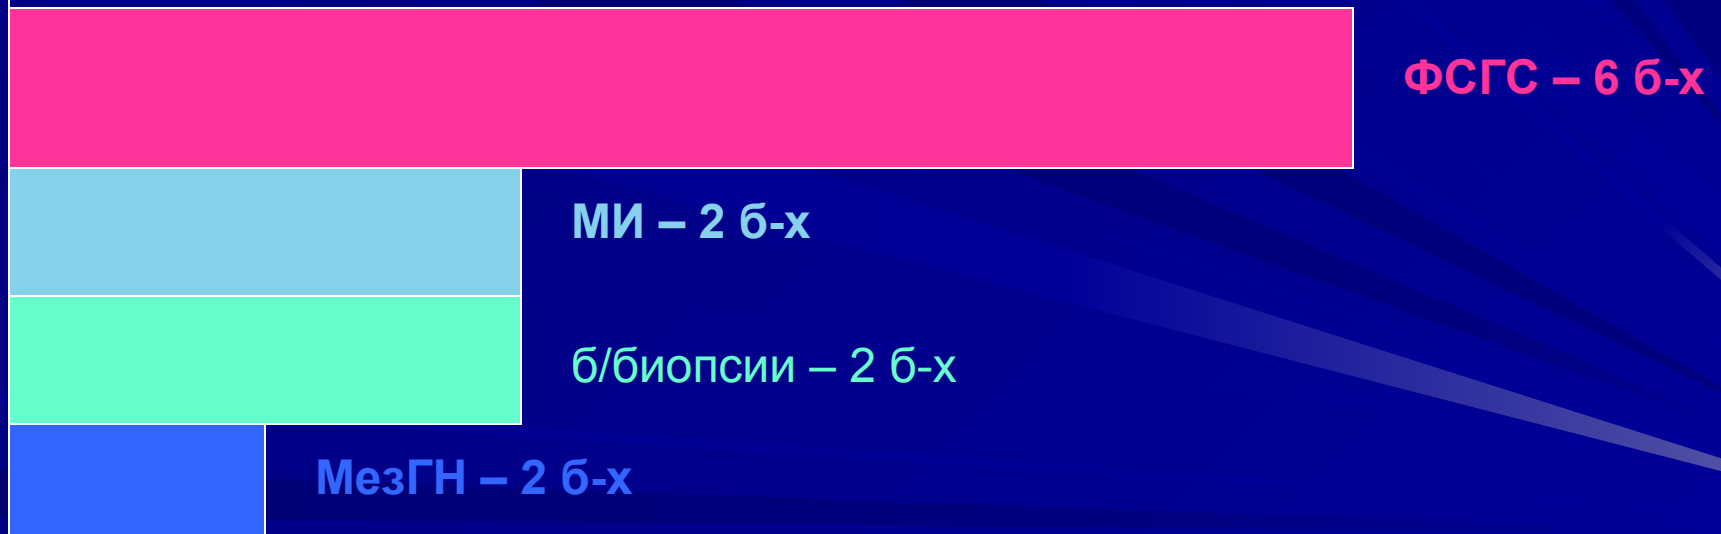 ФСГС – 6 б-х
МИ – 2 б-х
б/биопсии – 2 б-х
МезГН – 2 б-х